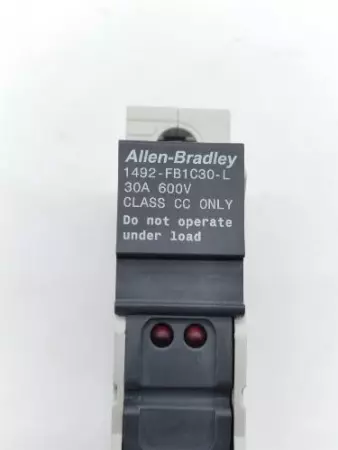 Allen-Bradley
1492-FB1C30-L
30A 600V
CLASS CC ONLY
Do not operate
under load